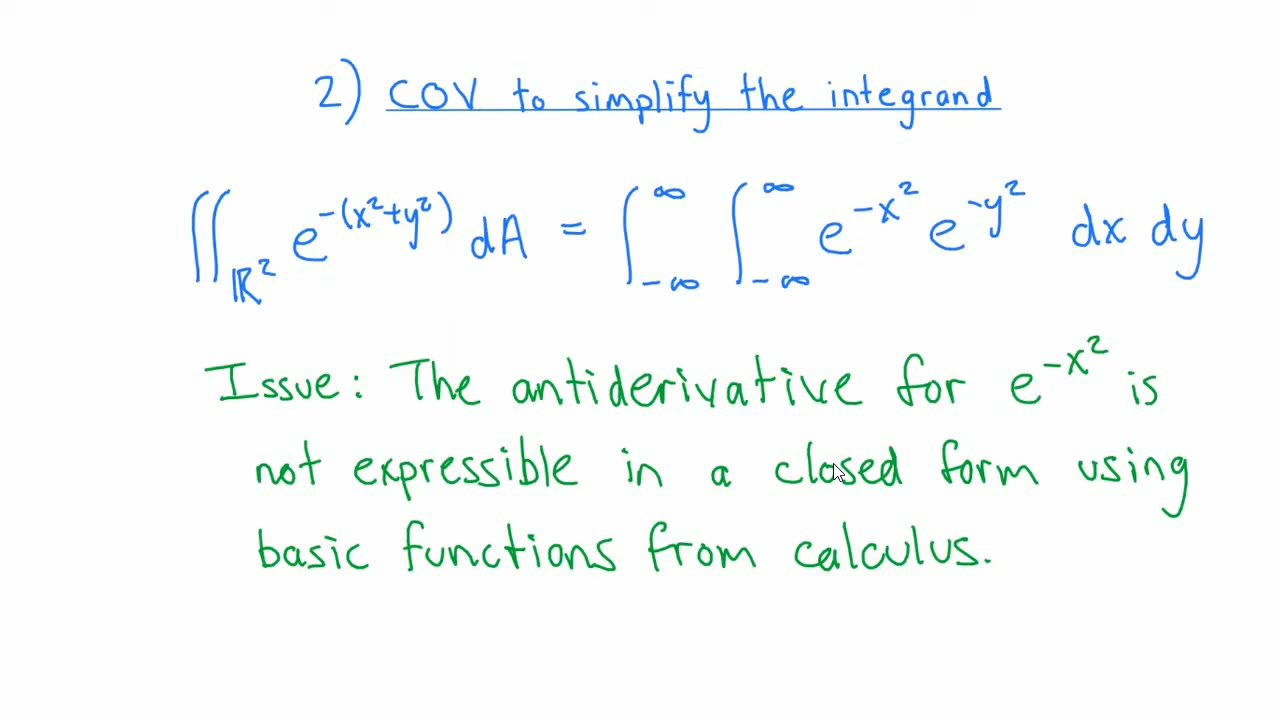 2) COV to simplify the integrand
∬_ℝ² e^-(x²+y²) dA = ∫_-∞^∞ ∫_-∞^∞ e^-x² e^-y² dx dy
Issue: The antiderivative for e^-x² is
not expressible in a closed form using
basic functions from calculus.